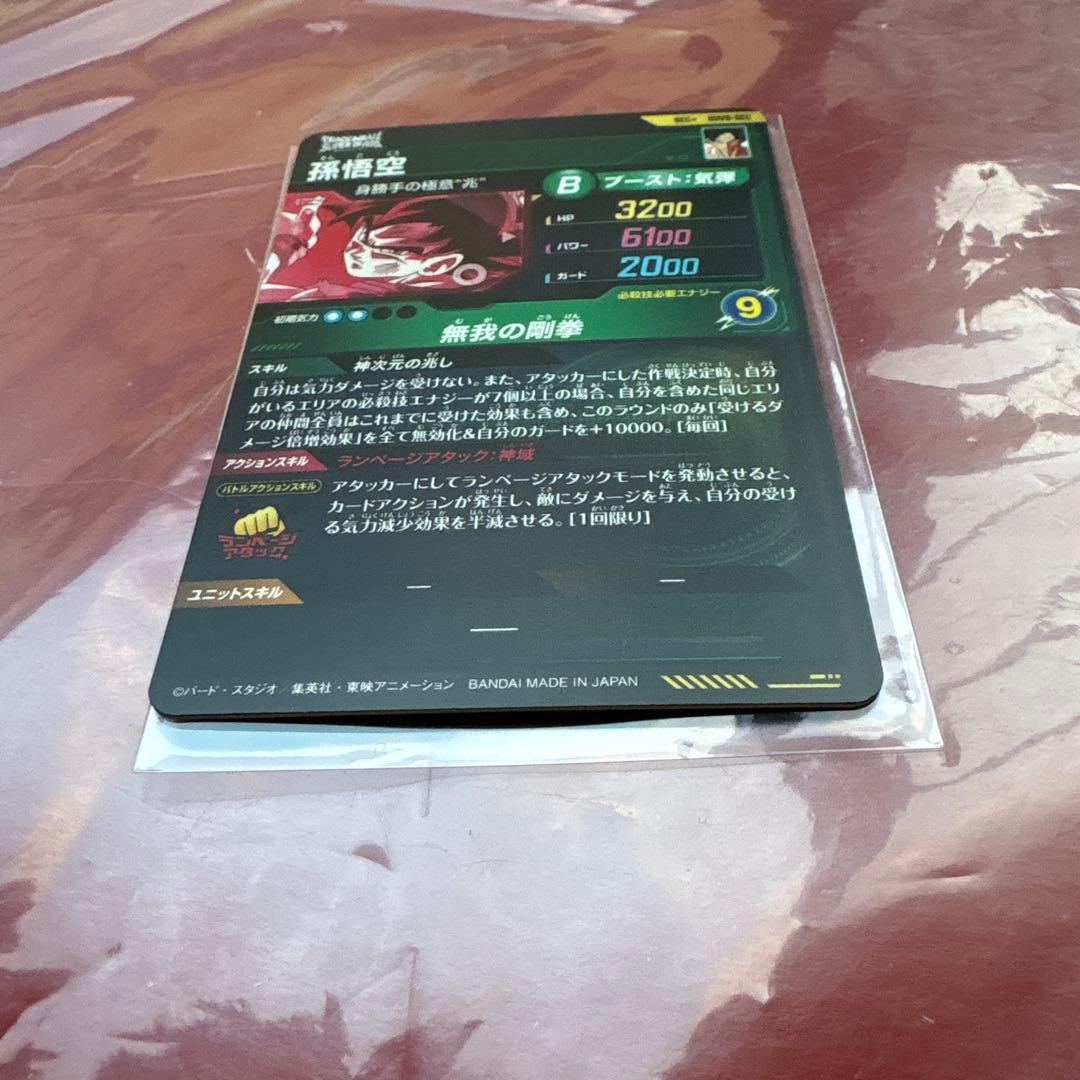 孫悟空
身勝手の極意"兆"
B ブースト:気弾
HP 3200
パワー 6100
ガード 2000
必殺技必要エナジー
9
初期気力
無我の剛拳
スキル 神次元の兆し
自分は気力ダメージを受けない。また、アタッカーにした作戦決定時、自分
がいるエリアの必殺技エナジーが7個以上の場合、自分を含めた同じエリ
アの仲間全員はこれまでに受けた効果も含め、このラウンドのみ「受けるダ
メージ倍増効果」を全て無効化&自分のガードを+10000。[毎回]
アクションスキル ランページアタック:神域
バトルアクションスキル
アタッカーにしてランページアタックモードを発動させると、
カードアクションが発生し、敵にダメージを与え、自分の受け
る気力減少効果を半減させる。[1回限り]
ランページ
アタック
ユニットスキル
©バード・スタジオ/集英社・東映アニメーション BANDAI MADE IN JAPAN